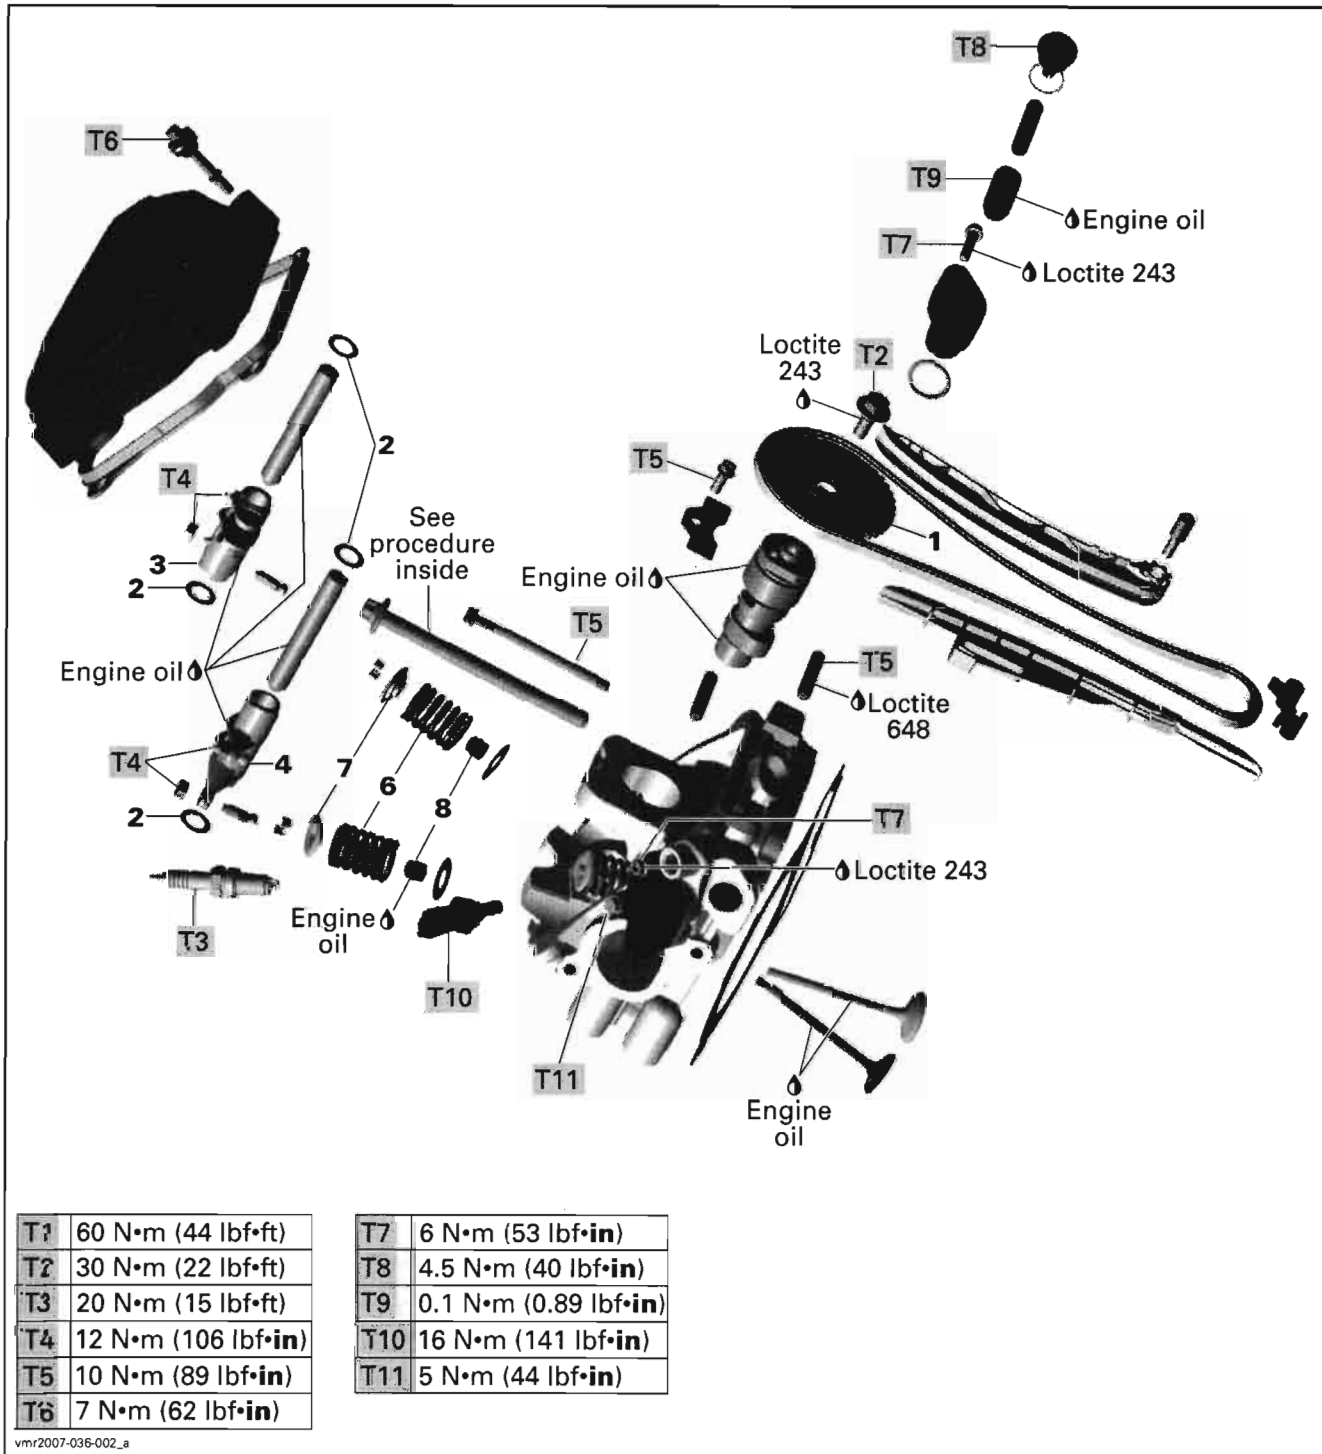 T8
T6
T9
Engine oil
T7
Loctite 243
Loctite
243
T2
2
T5
T4
See
procedure
inside
3
1
2
Engine oil
T5
Engine oil
T5
Loctite
648
T4
4
7
6
8
2
T7
Loctite 243
Engine
oil
T3
T10
T11
Engine
oil
T1 60 N•m (44 lbf•ft)
T2 30 N•m (22 lbf•ft)
T3 20 N•m (15 lbf•ft)
T4 12 N•m (106 lbf•in)
T5 10 N•m (89 lbf•in)
T6 7 N•m (62 lbf•in)
T7 6 N•m (53 lbf•in)
T8 4.5 N•m (40 lbf•in)
T9 0.1 N•m (0.89 lbf•in)
T10 16 N•m (141 lbf•in)
T11 5 N•m (44 lbf•in)
vmr2007-036-002_a